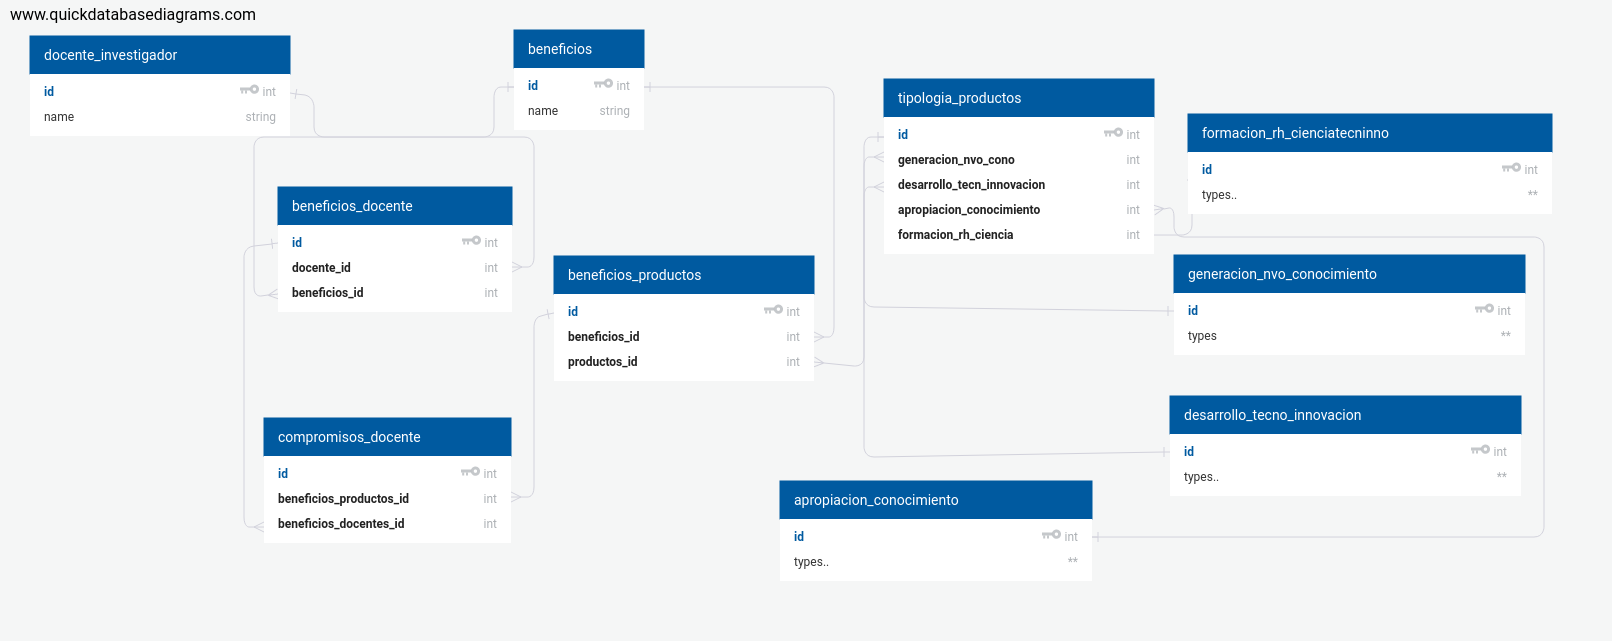 www.quickdatabasediagrams.com
docente_investigador
id int
name string
beneficios
id int
name string
tipologia_productos
id int
generacion_nvo_cono int
desarrollo_tecn_innovacion int
apropiacion_conocimiento int
formacion_rh_ciencia int
formacion_rh_cienciatecninno
id int
types.. **
beneficios_docente
id int
docente_id int
beneficios_id int
beneficios_productos
id int
beneficios_id int
productos_id int
generacion_nvo_conocimiento
id int
types **
compromisos_docente
id int
beneficios_productos_id int
beneficios_docentes_id int
desarrollo_tecno_innovacion
id int
types.. **
apropiacion_conocimiento
id int
types.. **